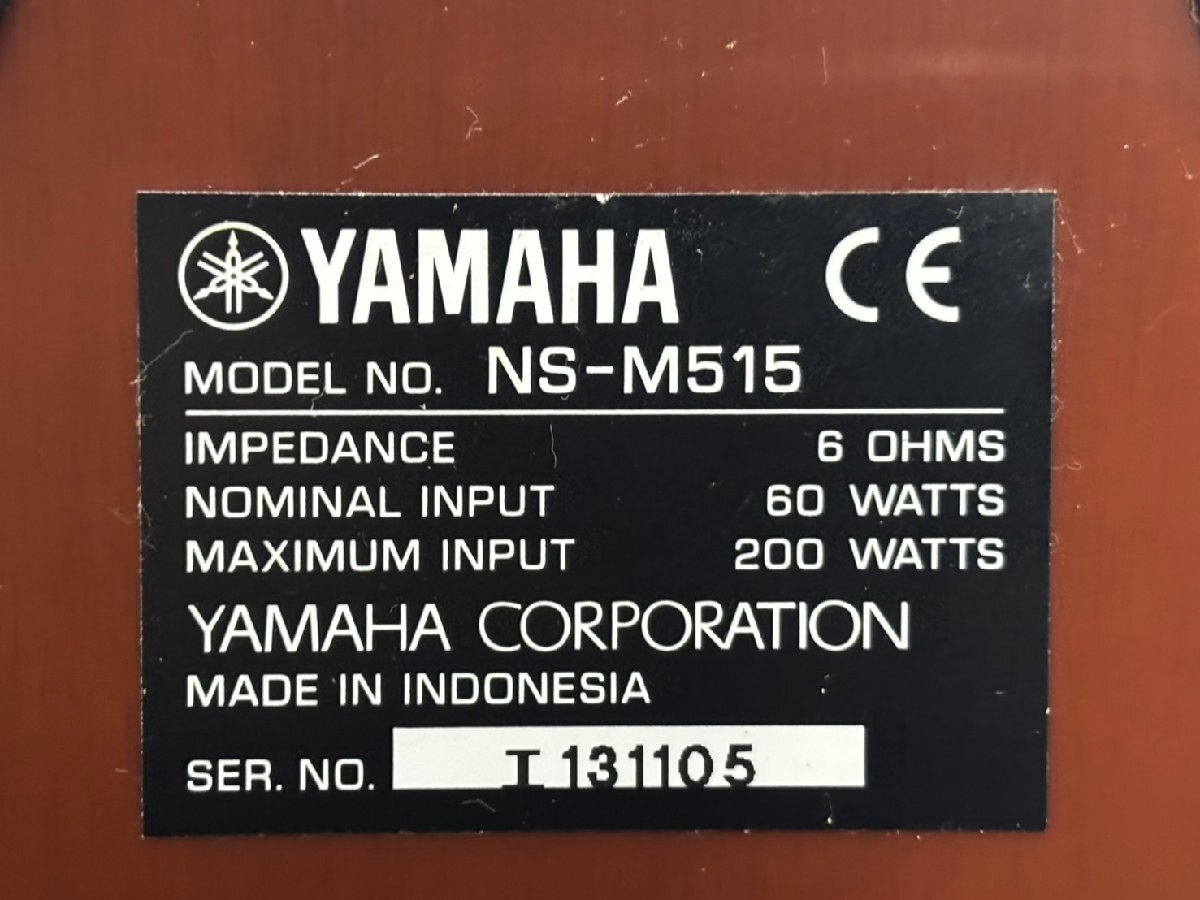 YAMAHA CE
MODEL NO. NS-M515
IMPEDANCE 6 OHMS
NOMINAL INPUT 60 WATTS
MAXIMUM INPUT 200 WATTS
YAMAHA CORPORATION
MADE IN INDONESIA
SER. NO. I 131105